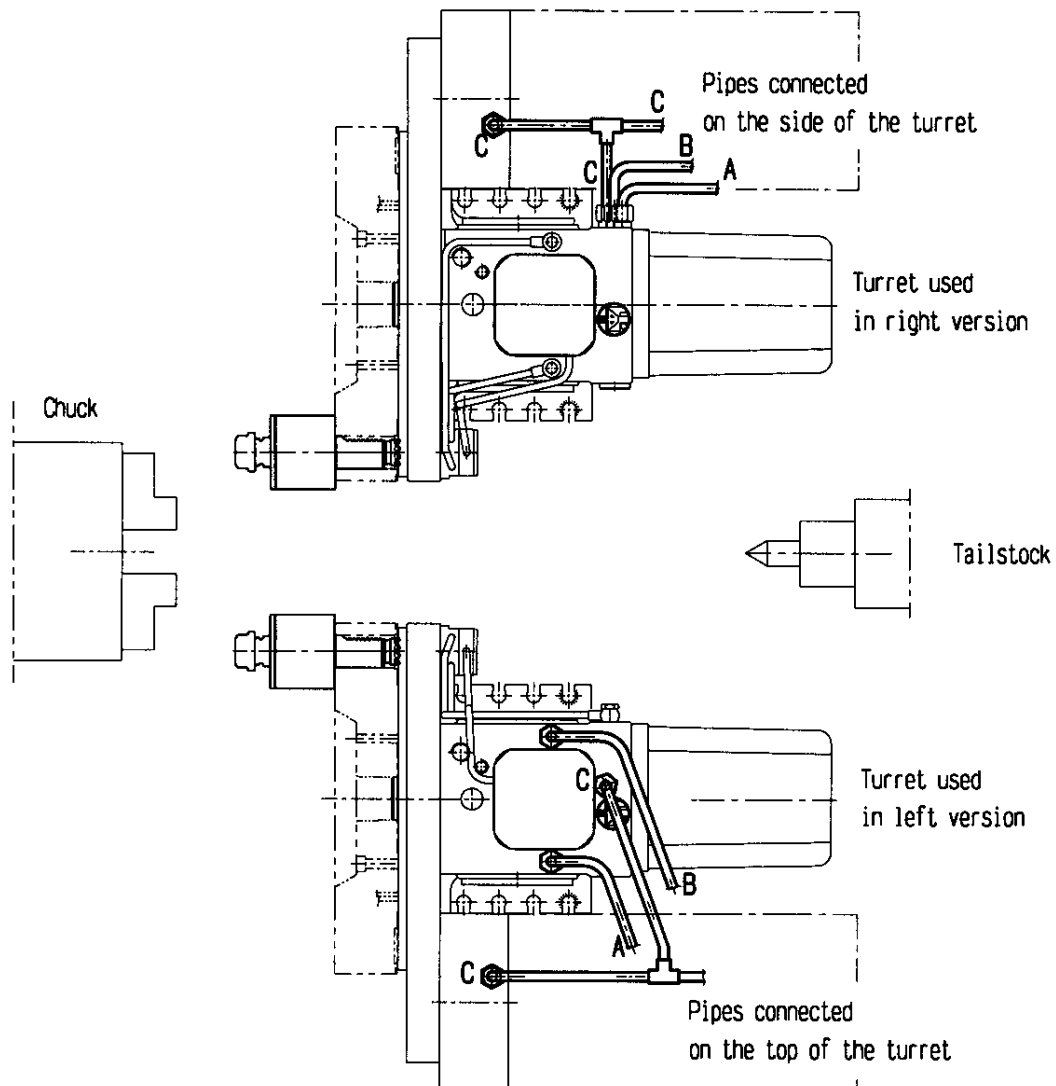 Pipes connected
on the side of the turret
C
C
B
C
A
Turret used
in right version
Chuck
Tailstock
C
Turret used
in left version
B
A
C
Pipes connected
on the top of the turret